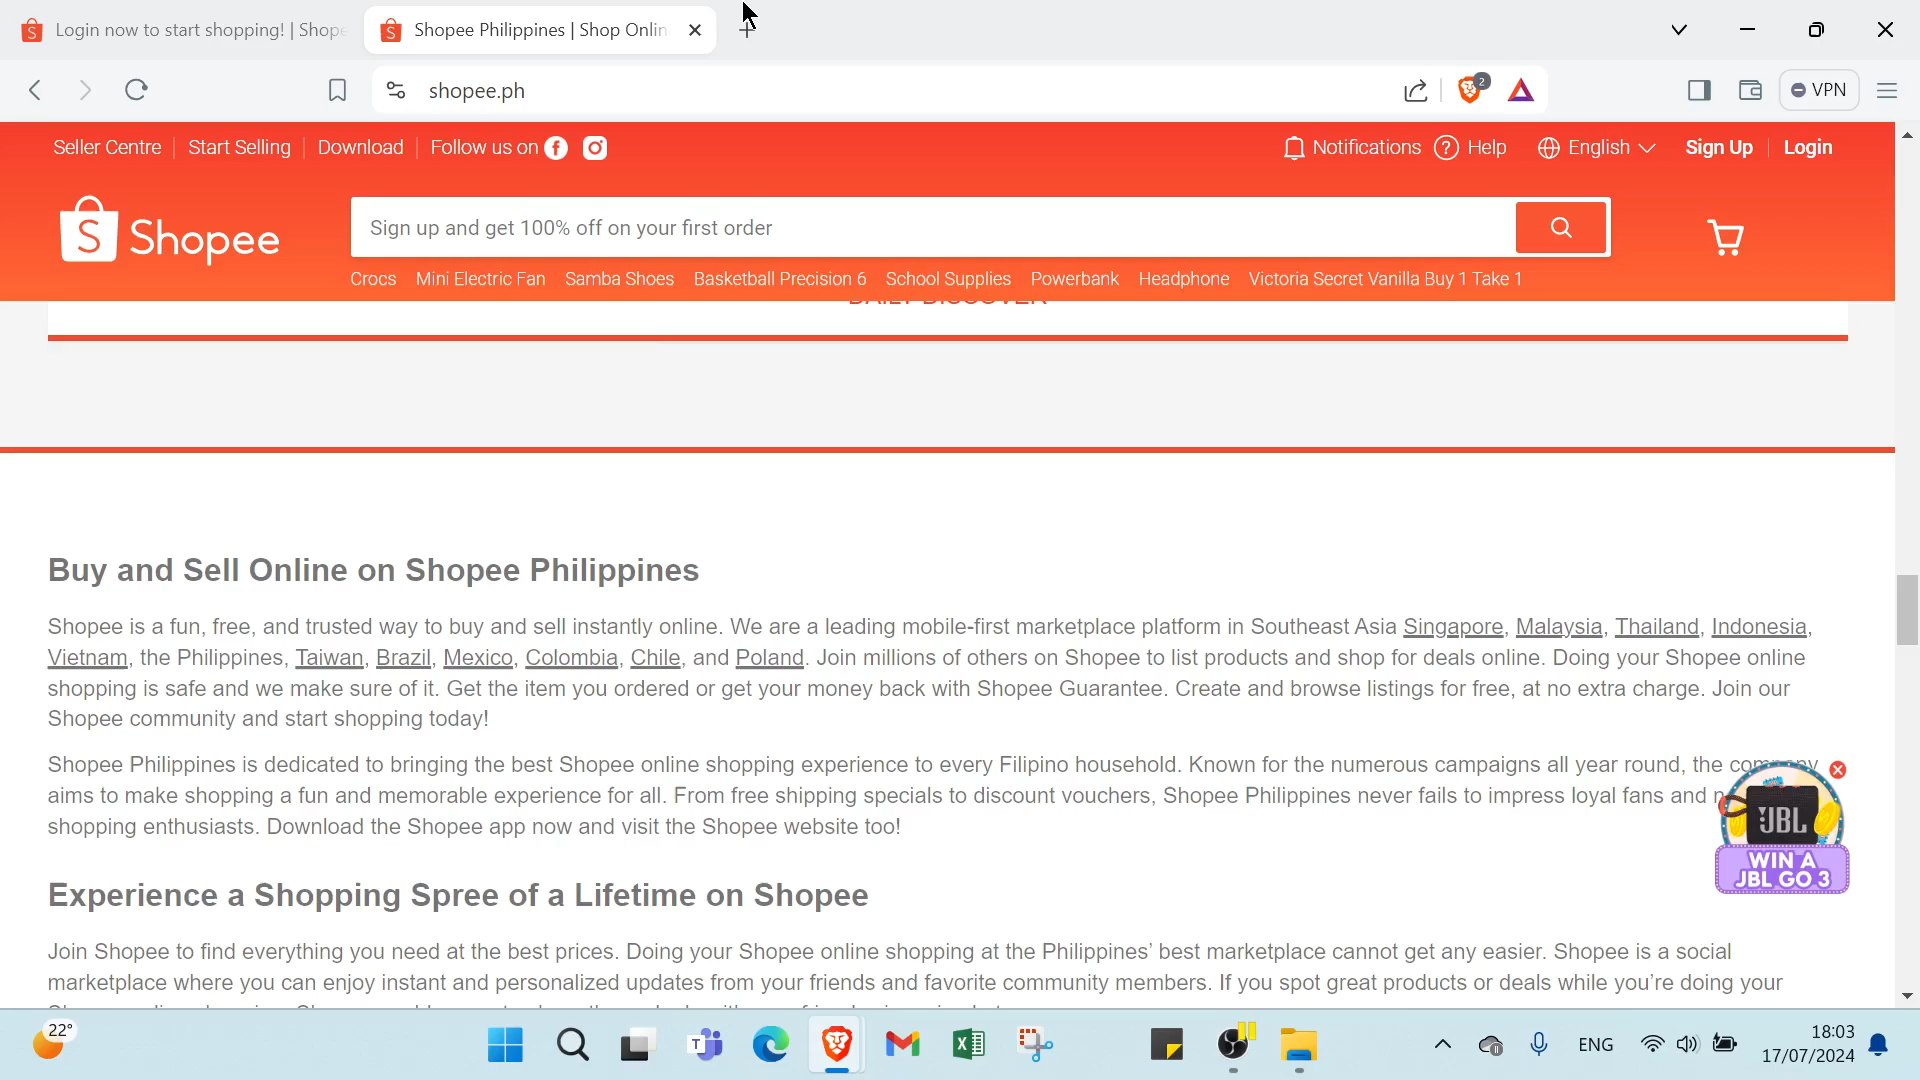 Login now to start shopping! | Shope
Shopee Philippines | Shop Onlin
shopee.ph
2
VPN
Seller Centre
Start Selling
Download
Follow us on
Notifications
Help
English
Sign Up
Login
Shopee
Sign up and get 100% off on your first order
Crocs
Mini Electric Fan
Samba Shoes
Basketball Precision 6
School Supplies
Powerbank
Headphone
Victoria Secret Vanilla Buy 1 Take 1
DAILY DISCOVER
Buy and Sell Online on Shopee Philippines
Shopee is a fun, free, and trusted way to buy and sell instantly online. We are a leading mobile-first marketplace platform in Southeast Asia Singapore, Malaysia, Thailand, Indonesia,
Vietnam, the Philippines, Taiwan, Brazil, Mexico, Colombia, Chile, and Poland. Join millions of others on Shopee to list products and shop for deals online. Doing your Shopee online
shopping is safe and we make sure of it. Get the item you ordered or get your money back with Shopee Guarantee. Create and browse listings for free, at no extra charge. Join our
Shopee community and start shopping today!
Shopee Philippines is dedicated to bringing the best Shopee online shopping experience to every Filipino household. Known for the numerous campaigns all year round, the company
aims to make shopping a fun and memorable experience for all. From free shipping specials to discount vouchers, Shopee Philippines never fails to impress loyal fans and
shopping enthusiasts. Download the Shopee app now and visit the Shopee website too!
JBL
WIN A
JBL GO 3
Experience a Shopping Spree of a Lifetime on Shopee
Join Shopee to find everything you need at the best prices. Doing your Shopee online shopping at the Philippines' best marketplace cannot get any easier. Shopee is a social
marketplace where you can enjoy instant and personalized updates from your friends and favorite community members. If you spot great products or deals while you're doing your
22°
ENG
18:03
17/07/2024